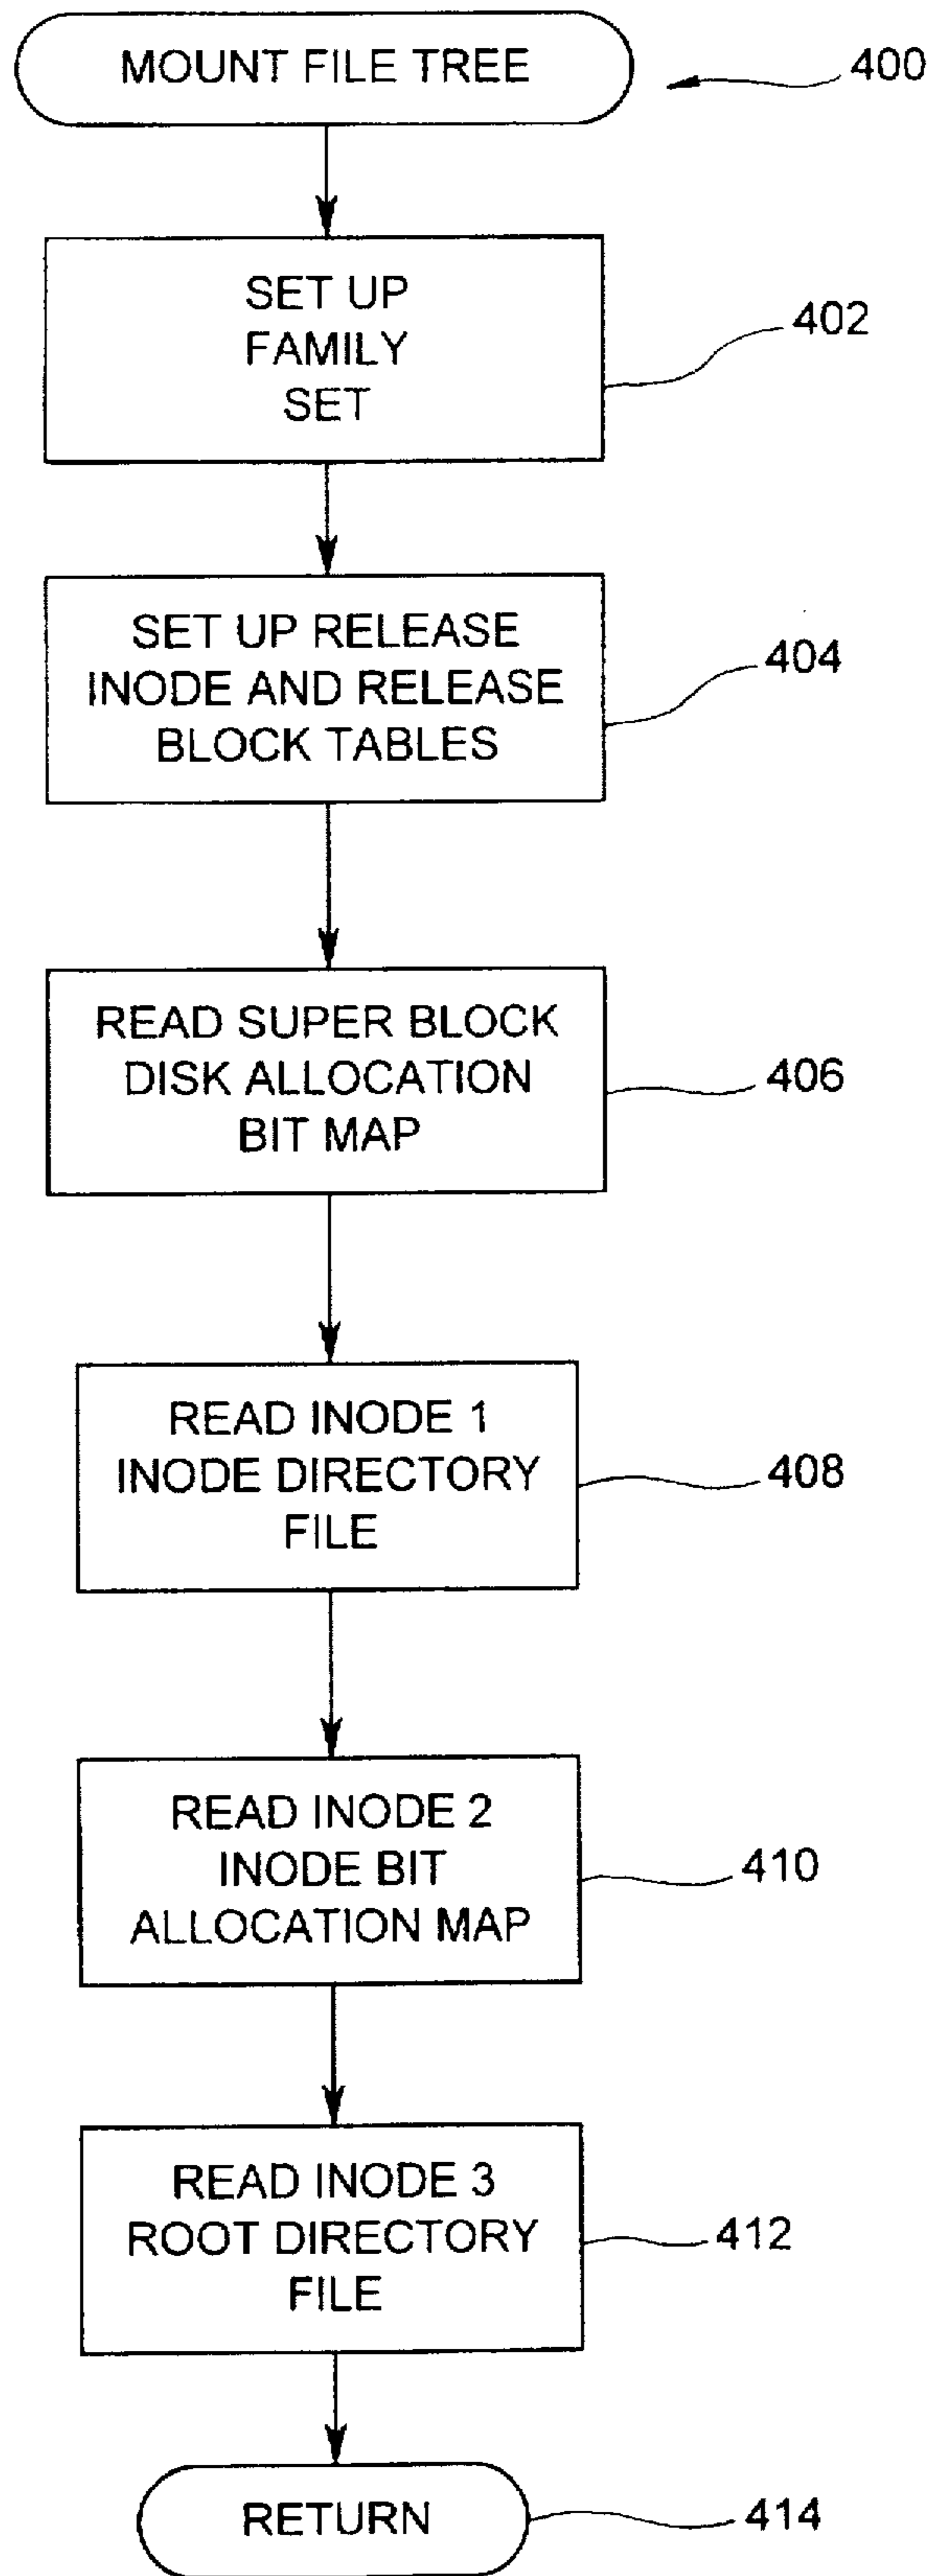 MOUNT FILE TREE
400
SET UP
FAMILY
SET
402
SET UP RELEASE
INODE AND RELEASE
BLOCK TABLES
404
READ SUPER BLOCK
DISK ALLOCATION
BIT MAP
406
READ INODE 1
INODE DIRECTORY
FILE
408
READ INODE 2
INODE BIT
ALLOCATION MAP
410
READ INODE 3
ROOT DIRECTORY
FILE
412
RETURN
414